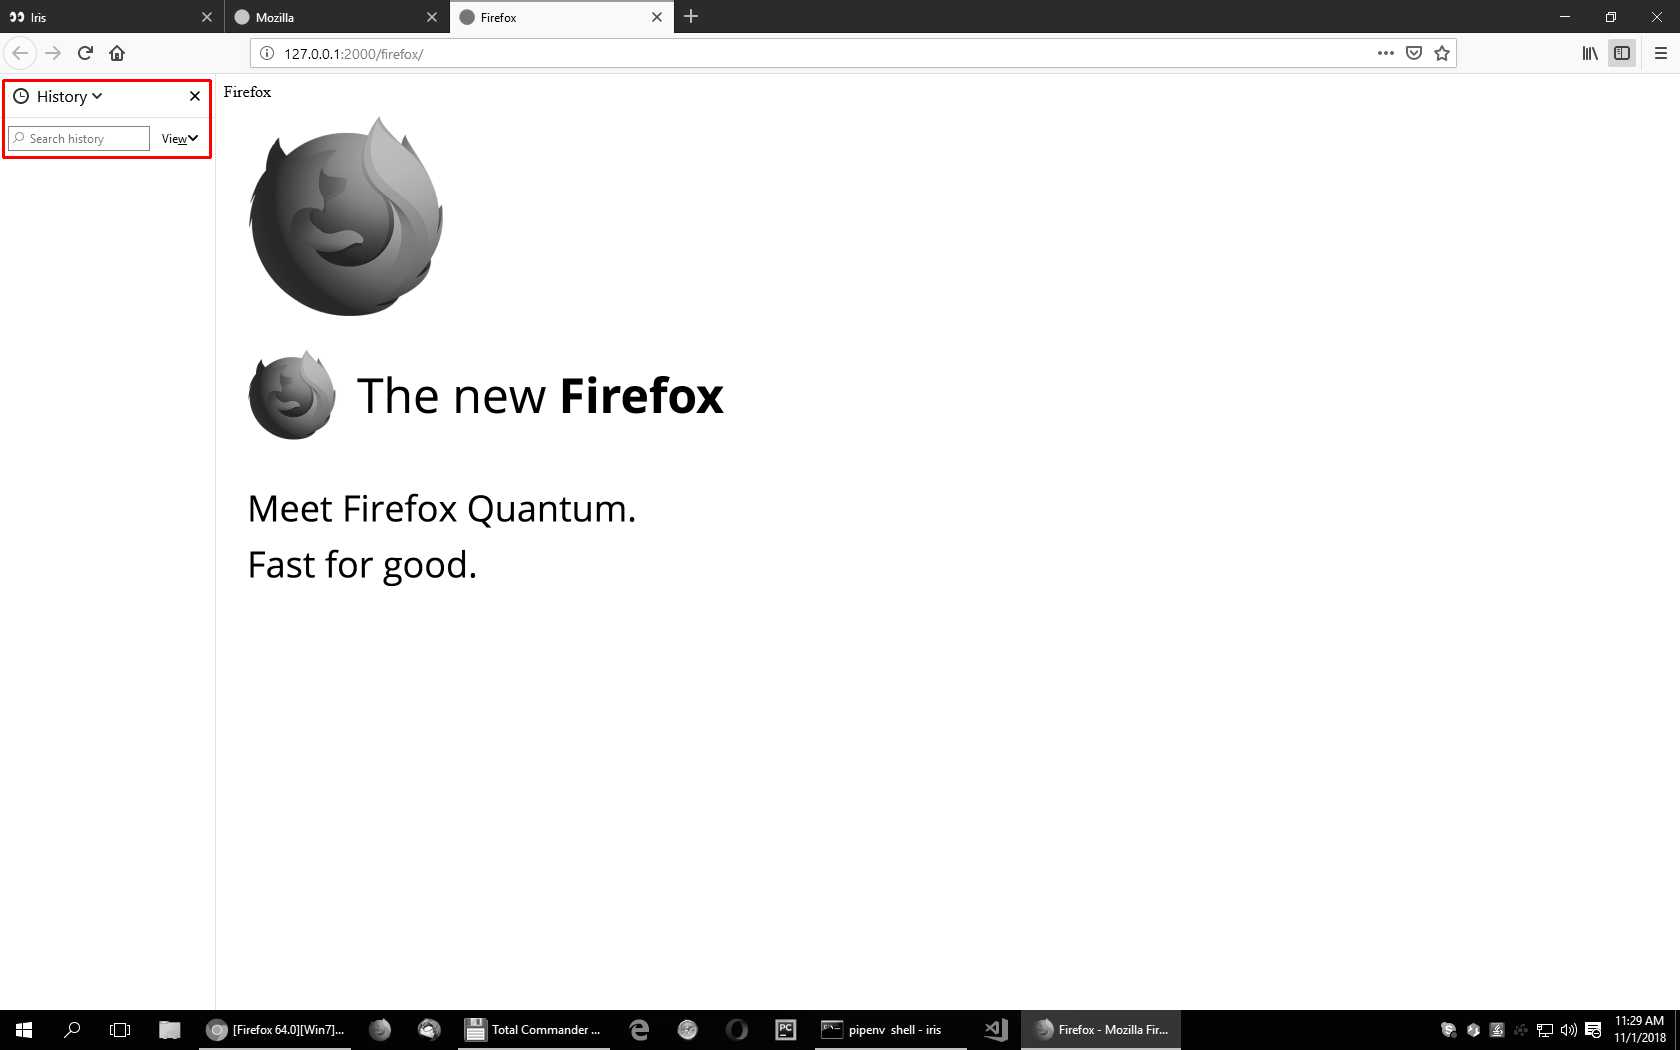 Iris
Mozilla
Firefox
127.0.0.1:2000/firefox/
History
Search history
View
Firefox
The new Firefox
Meet Firefox Quantum.
Fast for good.
[Firefox 64.0][Win7]...
Total Commander ...
PC
pipenv shell - iris
Firefox - Mozilla Fir...
11:29 AM
11/1/2018